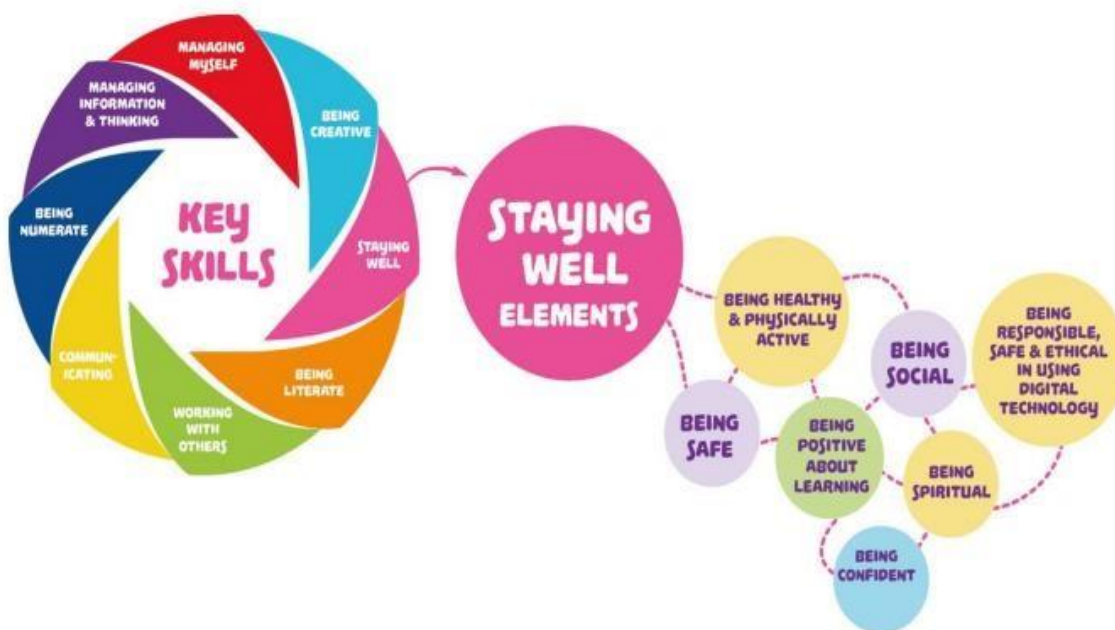 MANAGING
MYSELF
BEING
CREATIVE
STAYING
WELL
BEING
LITERATE
WORKING
WITH
OTHERS
COMMUN-
ICATING
BEING
NUMERATE
MANAGING
INFORMATION
& THINKING
KEY
SKILLS
STAYING
WELL
ELEMENTS
BEING HEALTHY
& PHYSICALLY
ACTIVE
BEING
SOCIAL
BEING
RESPONSIBLE,
SAFE & ETHICAL
IN USING
DIGITAL
TECHNOLOGY
BEING
SAFE
BEING
POSITIVE
ABOUT
LEARNING
BEING
SPIRITUAL
BEING
CONFIDENT